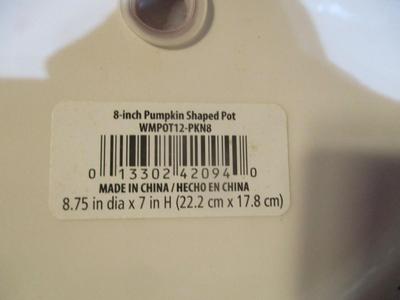 8-inch Pumpkin Shaped Pot
WMPOT12-PKN8
0 13302 42094 0
MADE IN CHINA / HECHO EN CHINA
8.75 in dia x 7 in H (22.2 cm x 17.8 cm)